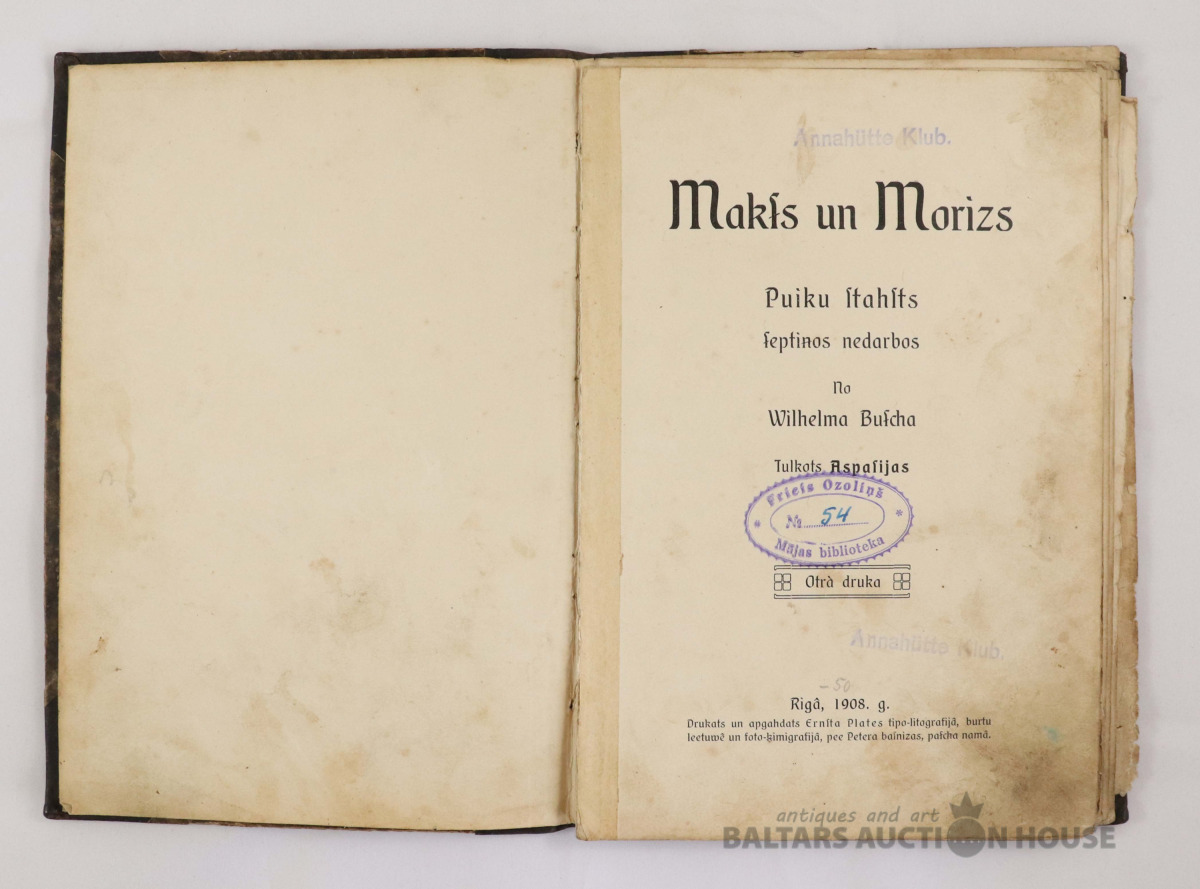 Annahütte Klub.
Makſs un Morizs
Puiku ſtahſts
ſeptiņos nedarbos
No
Wilhelma Buſcha
Tulkots Aspaſijas
Fricis Ozoliņš
№ 54
Mājas biblioteka
Otrà druka
Annahütte Klub.
– 50
Rigâ, 1908. g.
Drukats un apgahdats Ernſta Plates tipo-litografijâ, burtu
leetuwê un foto-ķimigrafijâ, pee Petera baſnizas, paſcha namâ.
antiques and art
BALTARS AUCTION HOUSE